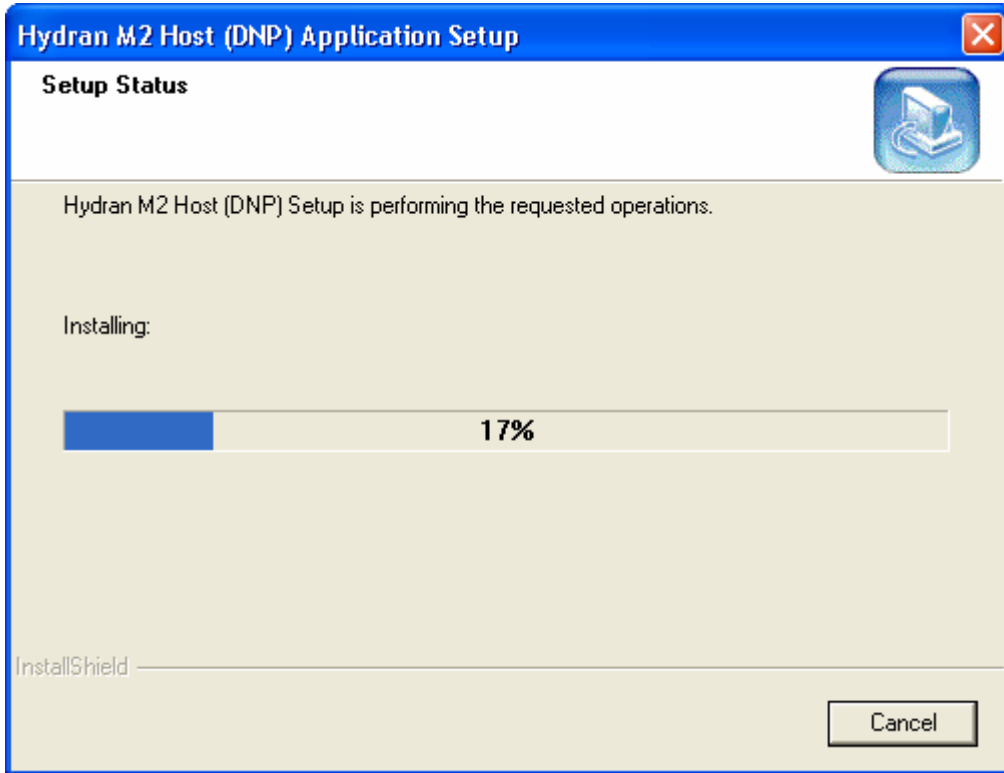 Hydran M2 Host (DNP) Application Setup
Setup Status
Hydran M2 Host (DNP) Setup is performing the requested operations.
Installing:
17%
InstallShield
Cancel